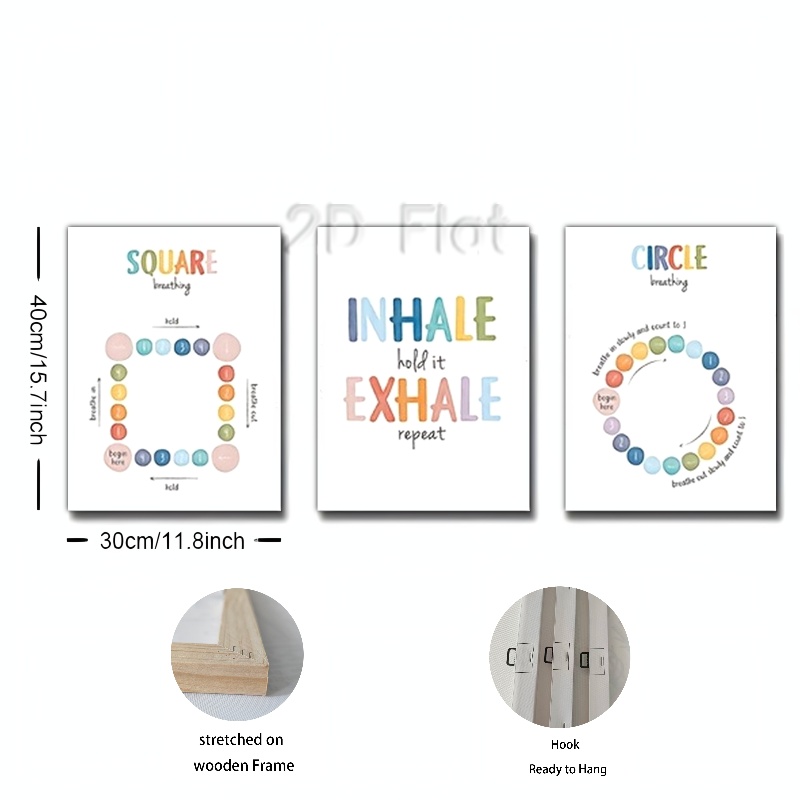 2D Flat
40cm/15.7inch
SQUARE
breathing
hold
breathe in
breathe out
begin
here
hold
30cm/11.8inch
INHALE
hold it
EXHALE
repeat
CIRCLE
breathing
breathe in slowly and count to 3
begin
here
breathe out slowly and count to 3
stretched on
wooden Frame
Hook
Ready to Hang